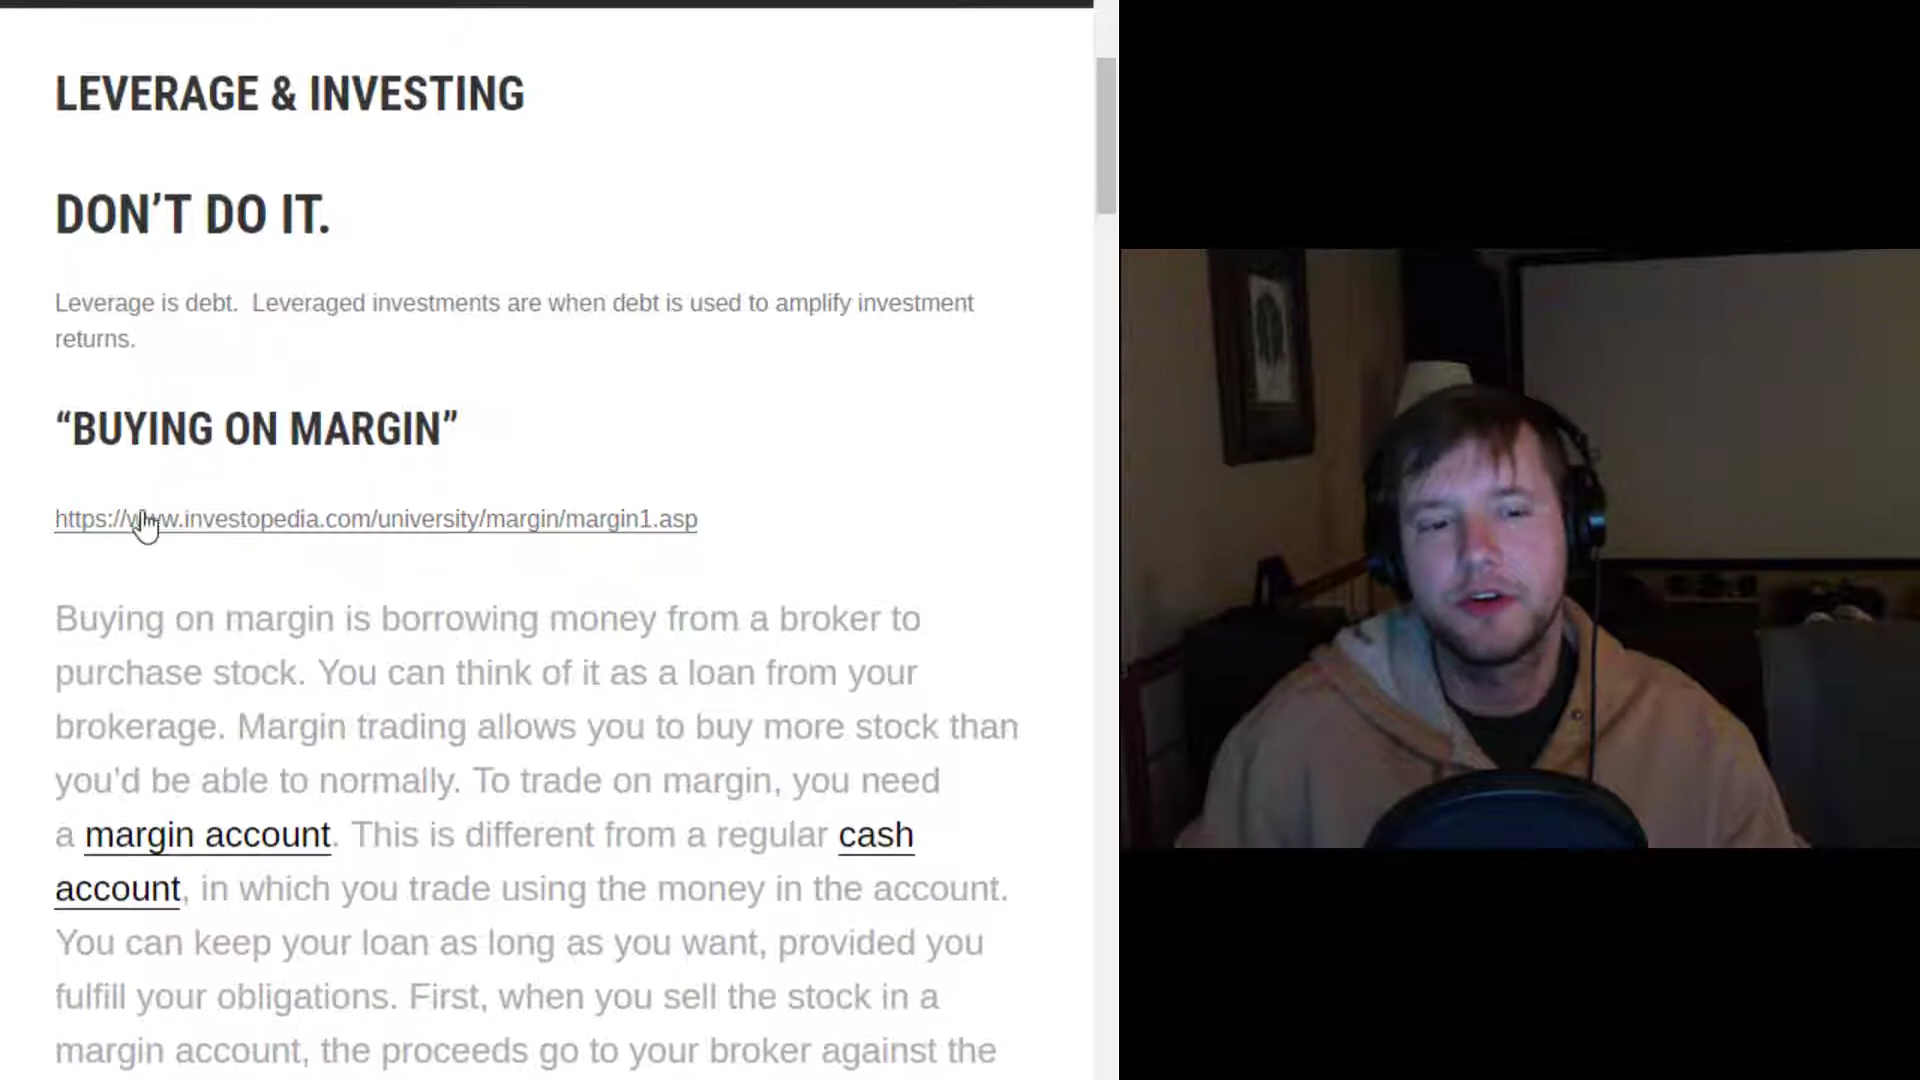 LEVERAGE & INVESTING
DON’T DO IT.
Leverage is debt.  Leveraged investments are when debt is used to amplify investment
returns.
“BUYING ON MARGIN”
https://www.investopedia.com/university/margin/margin1.asp
Buying on margin is borrowing money from a broker to
purchase stock. You can think of it as a loan from your
brokerage. Margin trading allows you to buy more stock than
you’d be able to normally. To trade on margin, you need
a margin account. This is different from a regular cash
account, in which you trade using the money in the account.
You can keep your loan as long as you want, provided you
fulfill your obligations. First, when you sell the stock in a
margin account, the proceeds go to your broker against the